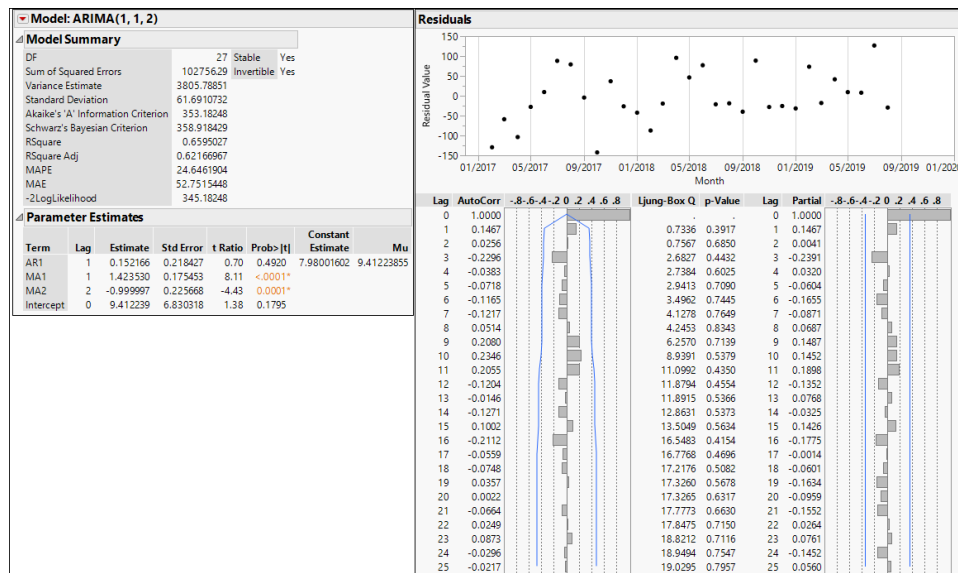 Model: ARIMA(1, 1, 2)
Model Summary
DF 27 Stable Yes
Sum of Squared Errors 102756.29 Invertible Yes
Variance Estimate 3805.78851
Standard Deviation 61.6910732
Akaike's 'A' Information Criterion 353.18248
Schwarz's Bayesian Criterion 358.918429
RSquare 0.6595027
RSquare Adj 0.62166967
MAPE 24.6461904
MAE 52.7515448
-2LogLikelihood 345.18248
Parameter Estimates
Constant
Term Lag Estimate Std Error t Ratio Prob>|t| Estimate Mu
AR1 1 0.152166 0.218427 0.70 0.4920 7.98001602 9.41223855
MA1 1 1.423530 0.175453 8.11 <.0001*
MA2 2 -0.999997 0.225668 -4.43 0.0001*
Intercept 0 9.412239 6.830318 1.38 0.1795
Residuals
150
100
50
0
-50
-100
-150
Residual Value
01/2017 05/2017 09/2017 01/2018 05/2018 09/2018 01/2019 05/2019 09/2019 01/2020
Month
Lag AutoCorr -.8-.6-.4-.2 0 .2 .4 .6 .8 Ljung-Box Q p-Value Lag Partial -.8-.6-.4-.2 0 .2 .4 .6 .8
0 1.0000 . . 0 1.0000
1 0.1467 0.7336 0.3917 1 0.1467
2 0.0256 0.7567 0.6850 2 0.0041
3 -0.2296 2.6827 0.4432 3 -0.2391
4 -0.0383 2.7384 0.6025 4 0.0320
5 -0.0718 2.9413 0.7090 5 -0.0604
6 -0.1165 3.4962 0.7445 6 -0.1655
7 -0.1217 4.1278 0.7649 7 -0.0871
8 0.0514 4.2453 0.8343 8 0.0687
9 0.2080 6.2570 0.7139 9 0.1487
10 0.2346 8.9391 0.5379 10 0.1452
11 0.2055 11.0992 0.4350 11 0.1898
12 -0.1204 11.8794 0.4554 12 -0.1352
13 -0.0146 11.8915 0.5366 13 0.0768
14 -0.1271 12.8631 0.5373 14 -0.0325
15 0.1002 13.5049 0.5634 15 0.1426
16 -0.2112 16.5483 0.4154 16 -0.1775
17 -0.0559 16.7768 0.4696 17 -0.0014
18 -0.0748 17.2176 0.5082 18 -0.0601
19 0.0357 17.3260 0.5678 19 -0.1634
20 0.0022 17.3265 0.6317 20 -0.0959
21 -0.0664 17.7773 0.6630 21 -0.1552
22 0.0249 17.8475 0.7150 22 0.0264
23 0.0873 18.8212 0.7116 23 0.0761
24 -0.0296 18.9494 0.7547 24 -0.1452
25 -0.0217 19.0295 0.7957 25 0.0560